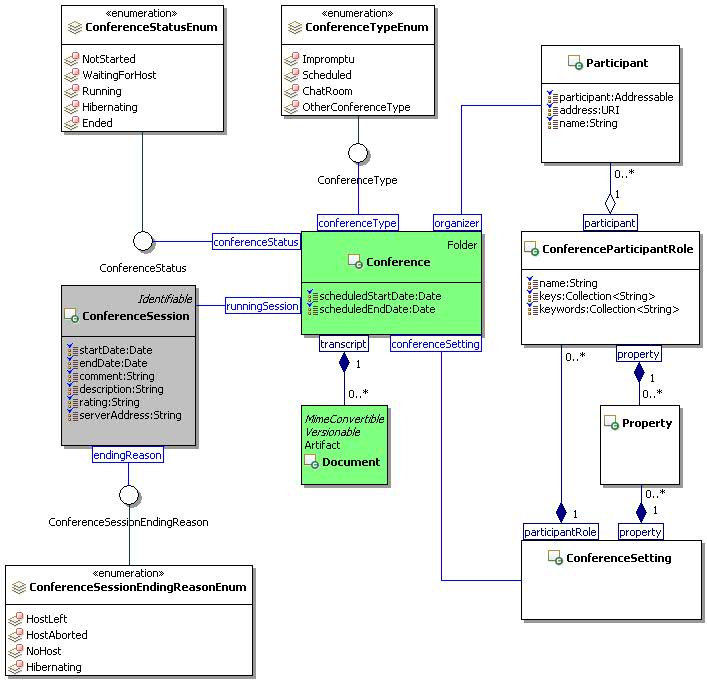 «enumeration»
ConferenceStatusEnum
NotStarted
WaitingForHost
Running
Hibernating
Ended
«enumeration»
ConferenceTypeEnum
Impromptu
Scheduled
ChatRoom
OtherConferenceType
Participant
participant:Addressable
address:URI
name:String
0..*
1
ConferenceType
conferenceType
organizer
participant
ConferenceStatus
conferenceStatus
Folder
Conference
scheduledStartDate:Date
scheduledEndDate:Date
ConferenceParticipantRole
name:String
keys:Collection<String>
keywords:Collection<String>
Identifiable
ConferenceSession
startDate:Date
endDate:Date
comment:String
description:String
rating:String
serverAddress:String
runningSession
transcript
conferenceSetting
1
0..*
0..*
property
1
0..*
MimeConvertible
Versionable
Artifact
Document
Property
endingReason
ConferenceSessionEndingReason
0..*
1
1
participantRole
property
ConferenceSetting
«enumeration»
ConferenceSessionEndingReasonEnum
HostLeft
HostAborted
NoHost
Hibernating